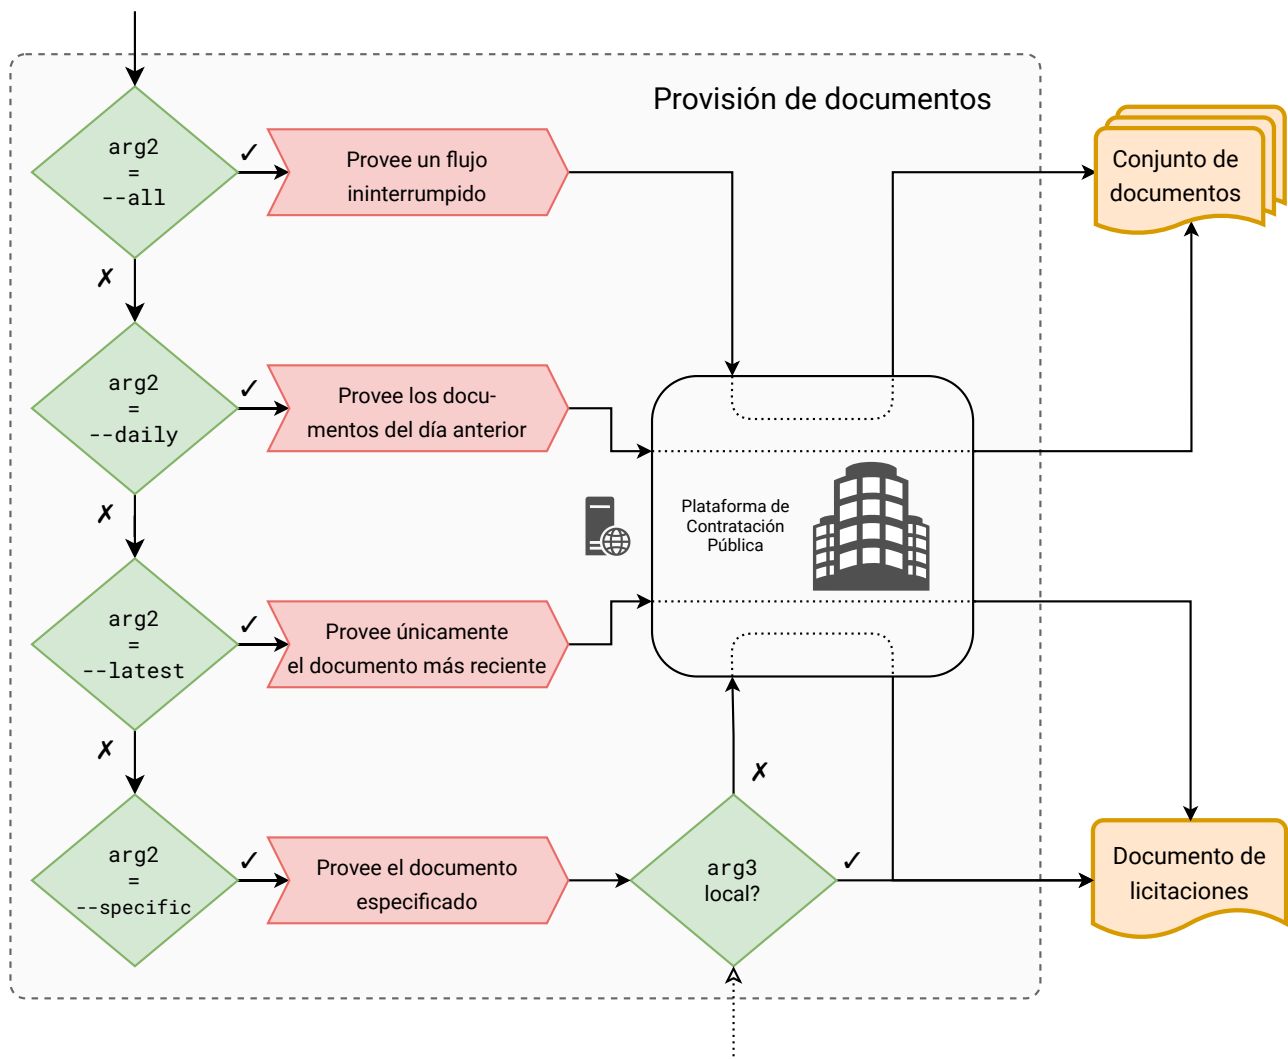 Provisión de documentos
arg2
=
--all
✓
Provee un flujo
ininterrumpido
Conjunto de
documentos
✗
arg2
=
--daily
✓
Provee los docu-
mentos del día anterior
✗
Plataforma de
Contratación
Pública
arg2
=
--latest
✓
Provee únicamente
el documento más reciente
✗
✗
arg2
=
--specific
✓
Provee el documento
especificado
arg3
local?
✓
Documento de
licitaciones